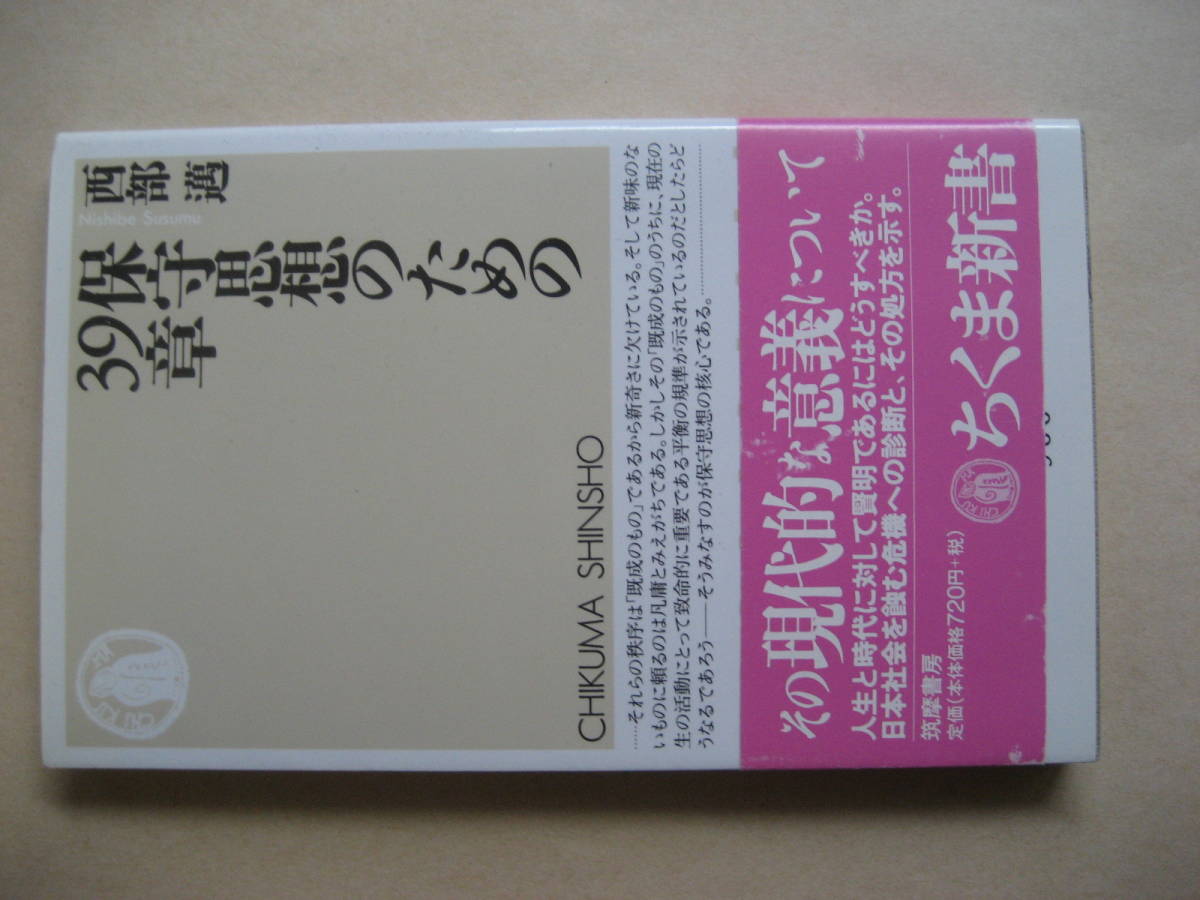 西部 邁
Nishibe Susumu
保守思想のための
39章
CHIKUMA SHINSHO
……それらの秩序は「既成のもの」であるから新奇さに欠けている。そして新味のな
いものに頼るのは凡庸とみえがちである。しかしその「既成のもの」のうちに、現在の
生の活動にとって致命的に重要である平衡の規準が示されているのだとしたらど
うなるであろう――そうみなすのが保守思想の核心である。……
その現代的な意義について
人生と時代に対して賢明であるにはどうすべきか。
日本社会を蝕む危機への診断と、その処方を示す。
ちくま新書
筑摩書房
定価(本体価格720円+税)